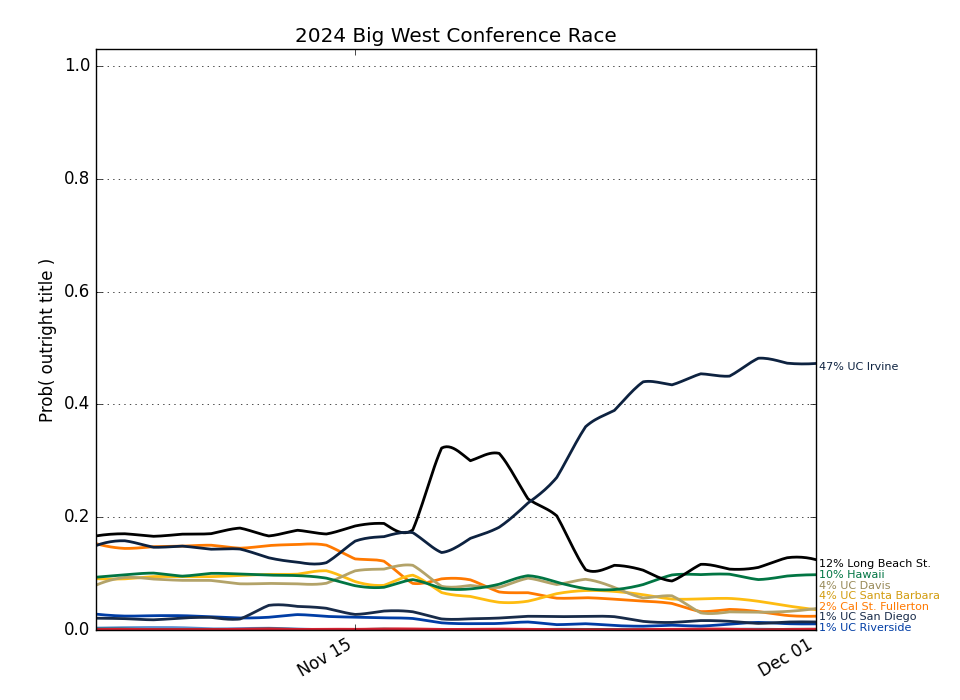 2024 Big West Conference Race
1.0
0.8
0.6
0.4
0.2
0.0
Prob( outright title )
Nov 15
Dec 01
47% UC Irvine
12% Long Beach St.
10% Hawaii
4% UC Davis
4% UC Santa Barbara
2% Cal St. Fullerton
1% UC San Diego
1% UC Riverside